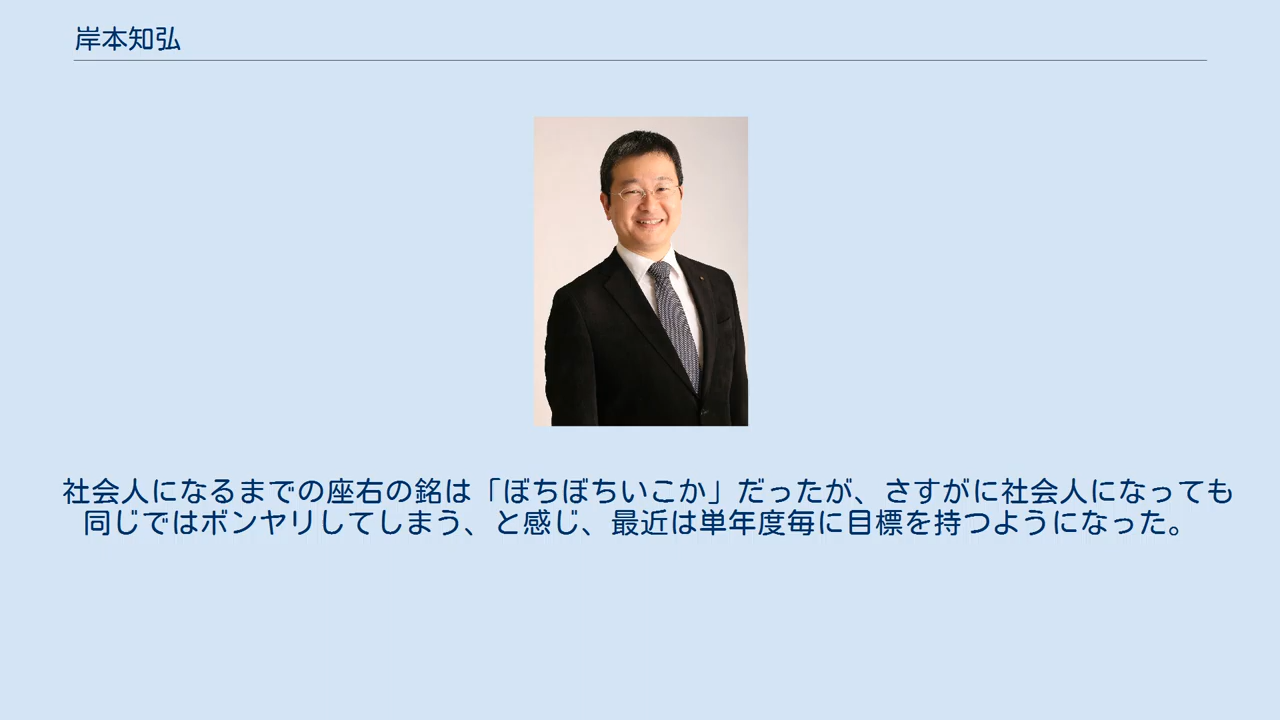 岸本知弘
社会人になるまでの座右の銘は「ぼちぼちいこか」だったが、さすがに社会人になっても
同じではボンヤリしてしまう、と感じ、最近は単年度毎に目標を持つようになった。